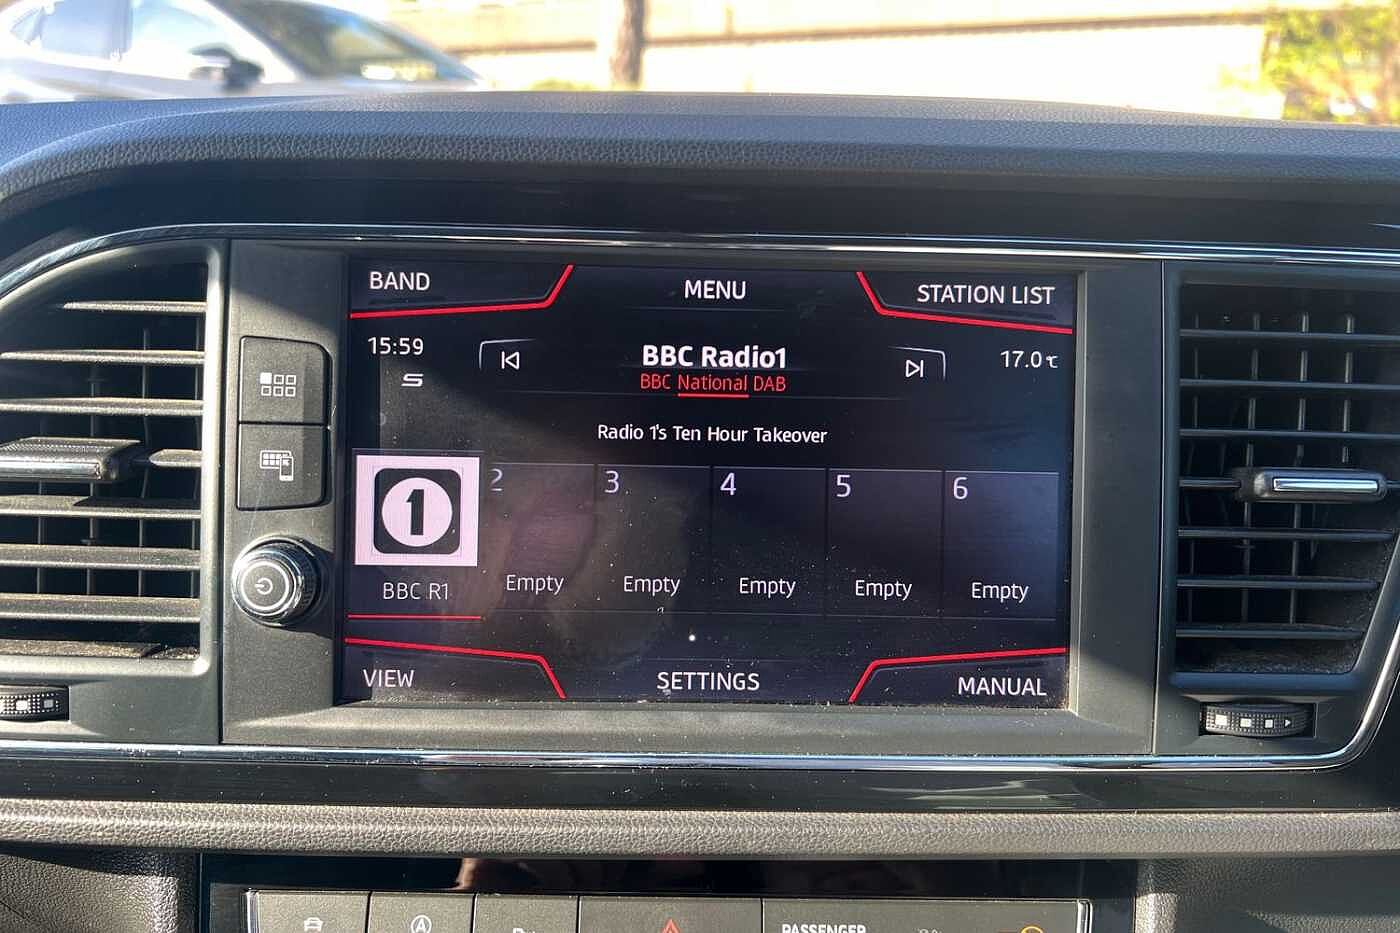 BAND
MENU
STATION LIST
15:59
BBC Radio1
17.0℃
BBC National DAB
Radio 1's Ten Hour Takeover
1
2
3
4
5
6
BBC R1
Empty
Empty
Empty
Empty
Empty
VIEW
SETTINGS
MANUAL
A
PASSENGER